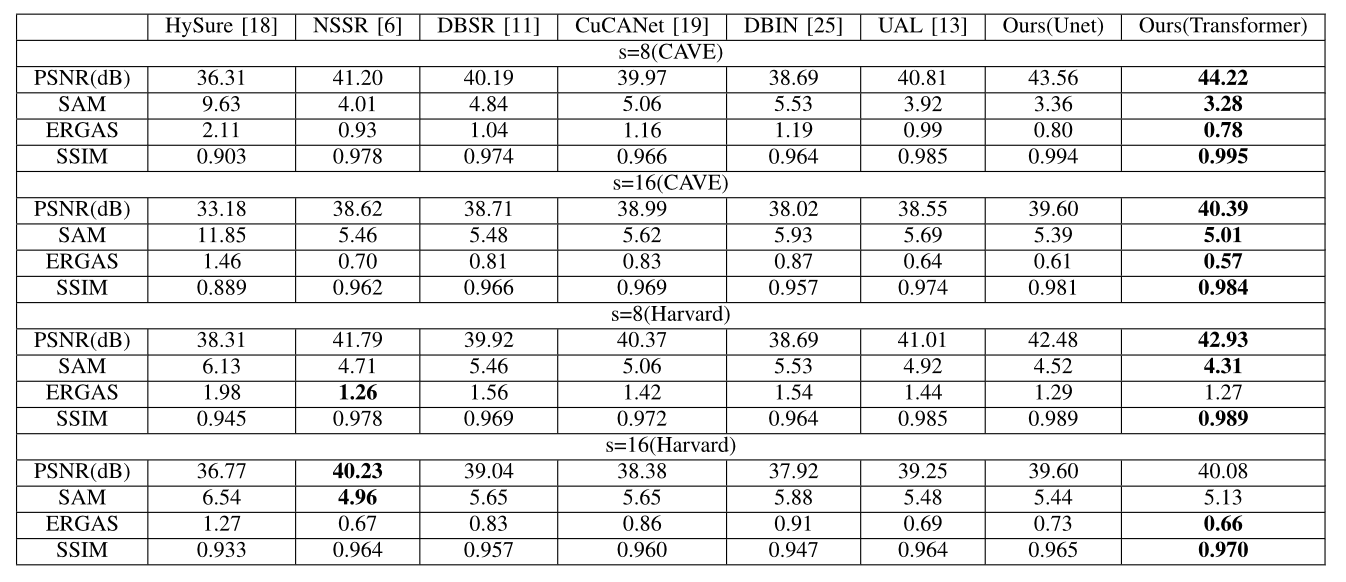 HySure [18] NSSR [6] DBSR [11] CuCANet [19] DBIN [25] UAL [13] Ours(Unet) Ours(Transformer)
s=8(CAVE)
PSNR(dB) 36.31 41.20 40.19 39.97 38.69 40.81 43.56 44.22
SAM 9.63 4.01 4.84 5.06 5.53 3.92 3.36 3.28
ERGAS 2.11 0.93 1.04 1.16 1.19 0.99 0.80 0.78
SSIM 0.903 0.978 0.974 0.966 0.964 0.985 0.994 0.995
s=16(CAVE)
PSNR(dB) 33.18 38.62 38.71 38.99 38.02 38.55 39.60 40.39
SAM 11.85 5.46 5.48 5.62 5.93 5.69 5.39 5.01
ERGAS 1.46 0.70 0.81 0.83 0.87 0.64 0.61 0.57
SSIM 0.889 0.962 0.966 0.969 0.957 0.974 0.981 0.984
s=8(Harvard)
PSNR(dB) 38.31 41.79 39.92 40.37 38.69 41.01 42.48 42.93
SAM 6.13 4.71 5.46 5.06 5.53 4.92 4.52 4.31
ERGAS 1.98 1.26 1.56 1.42 1.54 1.44 1.29 1.27
SSIM 0.945 0.978 0.969 0.972 0.964 0.985 0.989 0.989
s=16(Harvard)
PSNR(dB) 36.77 40.23 39.04 38.38 37.92 39.25 39.60 40.08
SAM 6.54 4.96 5.65 5.65 5.88 5.48 5.44 5.13
ERGAS 1.27 0.67 0.83 0.86 0.91 0.69 0.73 0.66
SSIM 0.933 0.964 0.957 0.960 0.947 0.964 0.965 0.970